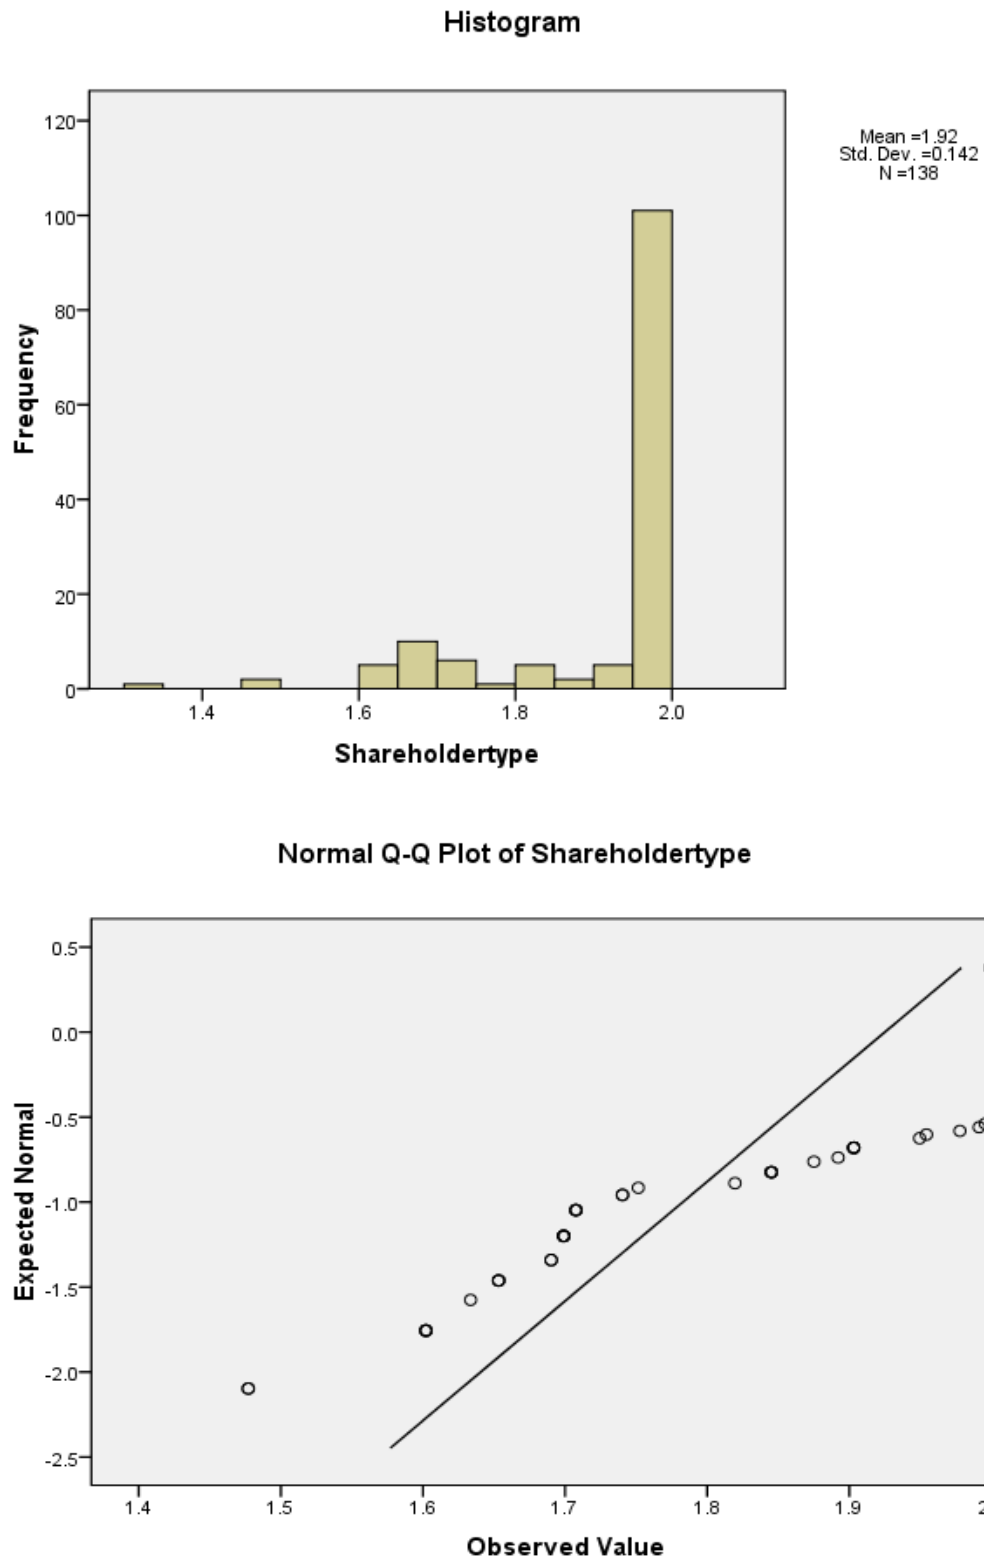 Histogram
Mean =1.92
Std. Dev. =0.142
N =138
120
100
80
60
40
20
0
Frequency
1.4 1.6 1.8 2.0
Shareholdertype
Normal Q-Q Plot of Shareholdertype
0.5
0.0
-0.5
-1.0
-1.5
-2.0
-2.5
Expected Normal
1.4 1.5 1.6 1.7 1.8 1.9
Observed Value